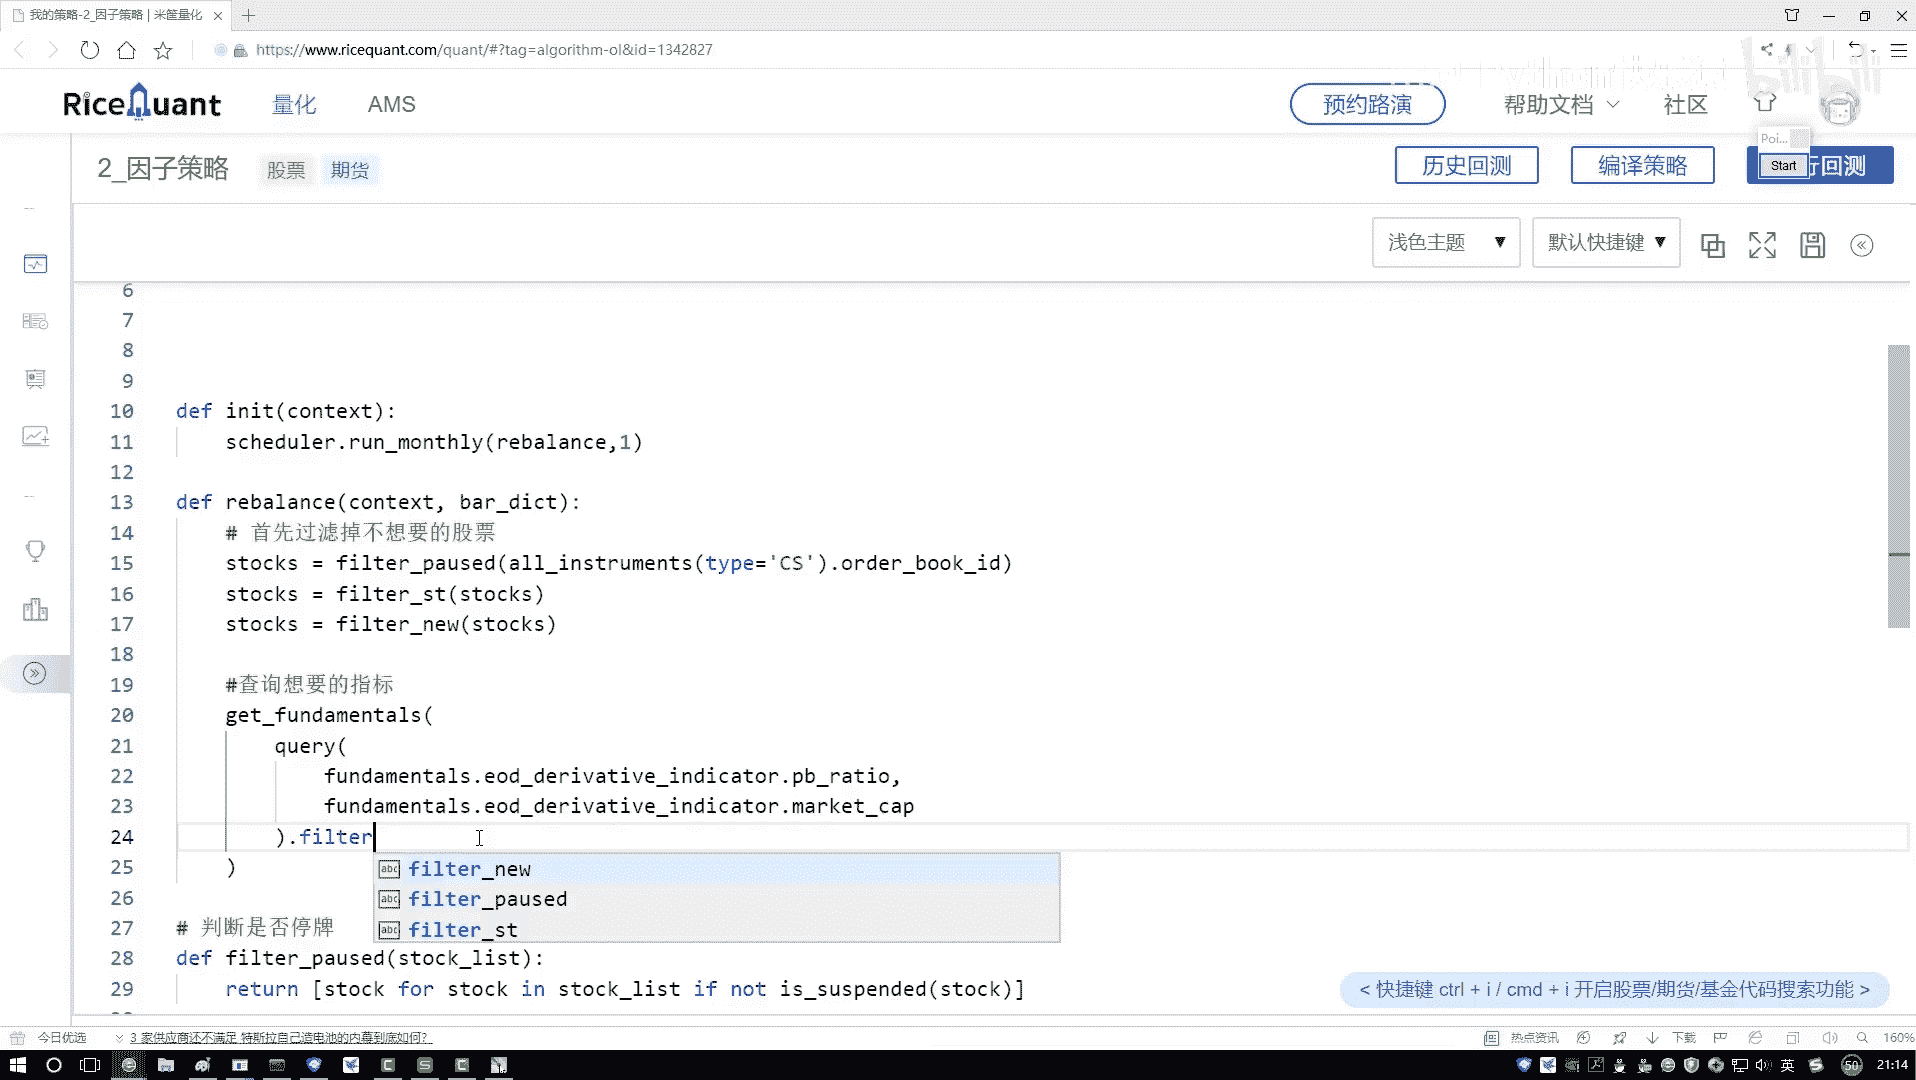 我的策略-2_因子策略 | 米筐量化
https://www.ricequant.com/quant/#?tag=algorithm-ol&id=1342827
bilibili
RiceQuant 量化 AMS 预约路演 帮助文档 社区
Poi...
2_因子策略 股票 期货 历史回测 编译策略 Start 行回测
浅色主题 ▼ 默认快捷键 ▼
6
7
8
9
10 def init(context):
11 scheduler.run_monthly(rebalance,1)
12
13 def rebalance(context, bar_dict):
14 # 首先过滤掉不想要的股票
15 stocks = filter_paused(all_instruments(type='CS').order_book_id)
16 stocks = filter_st(stocks)
17 stocks = filter_new(stocks)
18
19 #查询想要的指标
20 get_fundamentals(
21 query(
22 fundamentals.eod_derivative_indicator.pb_ratio,
23 fundamentals.eod_derivative_indicator.market_cap
24 ).filter
25 )
abc filter_new
26
abc filter_paused
27 # 判断是否停牌
abc filter_st
28 def filter_paused(stock_list):
29 return [stock for stock in stock_list if not is_suspended(stock)]
< 快捷键 ctrl + i / cmd + i 开启股票/期货/基金代码搜索功能 >
今日优选 3 家供应商还不满足 特斯拉自己造电池的内幕到底如何? 热点资讯 下载 160%
英 50 21:14